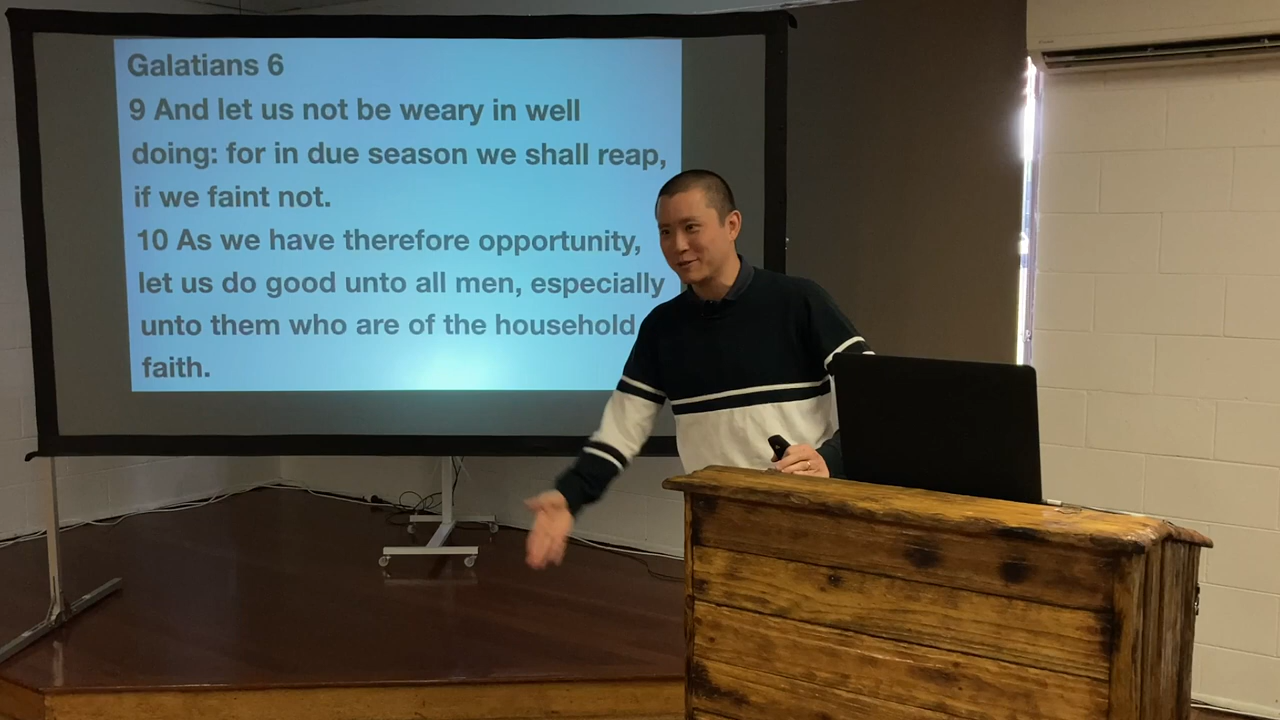 Galatians 6
9 And let us not be weary in well
doing: for in due season we shall reap,
if we faint not.
10 As we have therefore opportunity,
let us do good unto all men, especially
unto them who are of the household
faith.